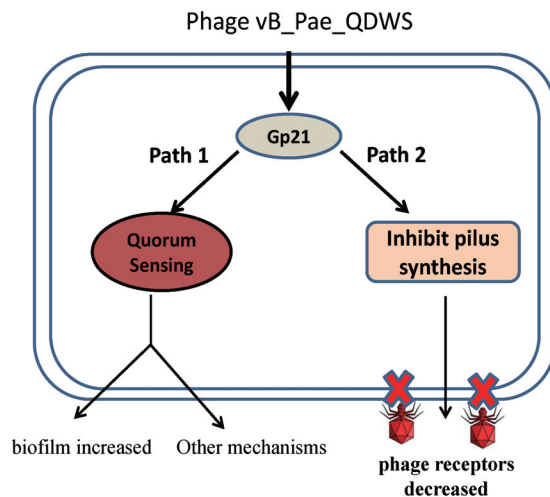 Phage vB_Pae_QDWS
Gp21
Path 1
Path 2
Quorum
Sensing
Inhibit pilus
synthesis
biofilm increased
Other mechanisms
phage receptors
decreased